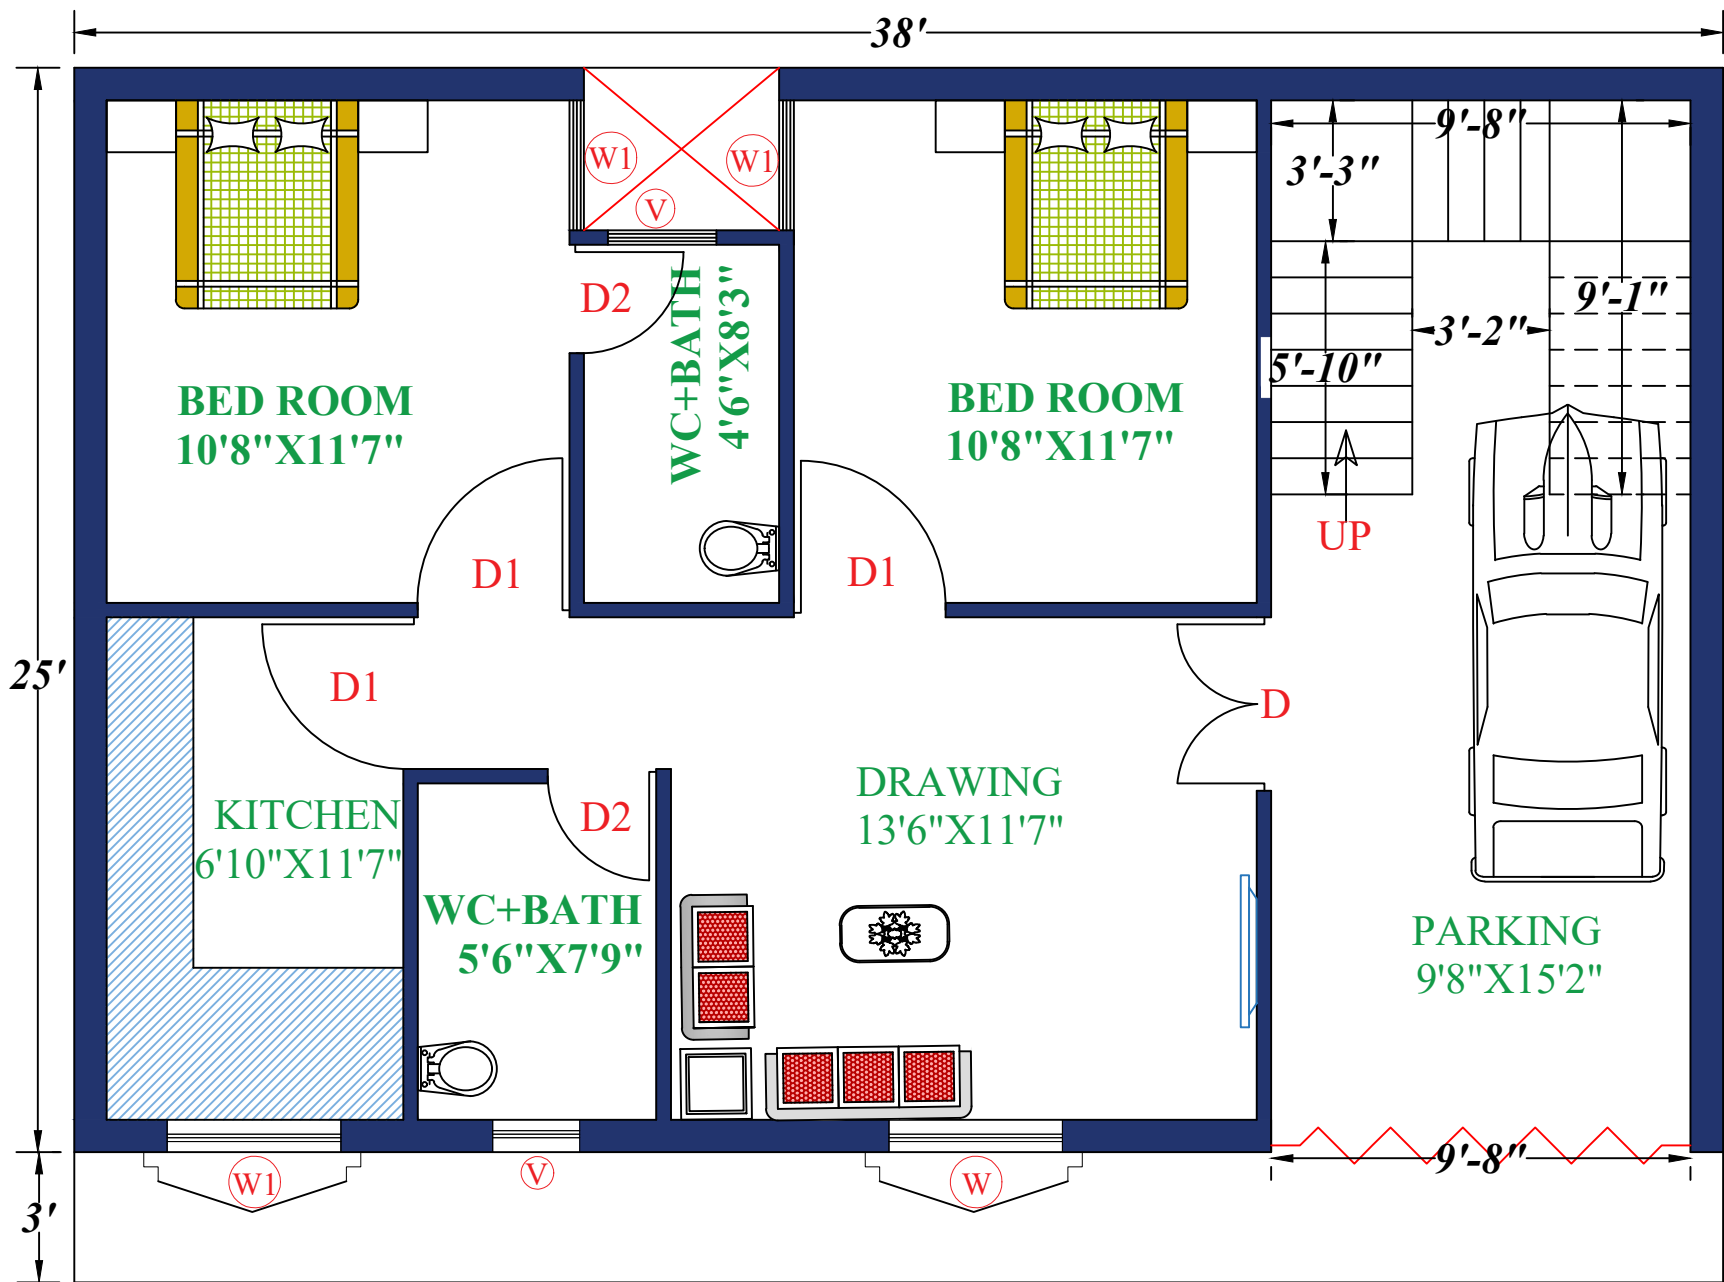 38'
9'-8"
3'-3"
W1
W1
V
D2
WC+BATH
4'6"X8'3"
9'-1"
3'-2"
5'-10"
BED ROOM
10'8"X11'7"
BED ROOM
10'8"X11'7"
UP
D1
D1
25'
D1
D
DRAWING
13'6"X11'7"
KITCHEN
6'10"X11'7"
D2
WC+BATH
5'6"X7'9"
PARKING
9'8"X15'2"
9'-8"
W1
V
W
3'